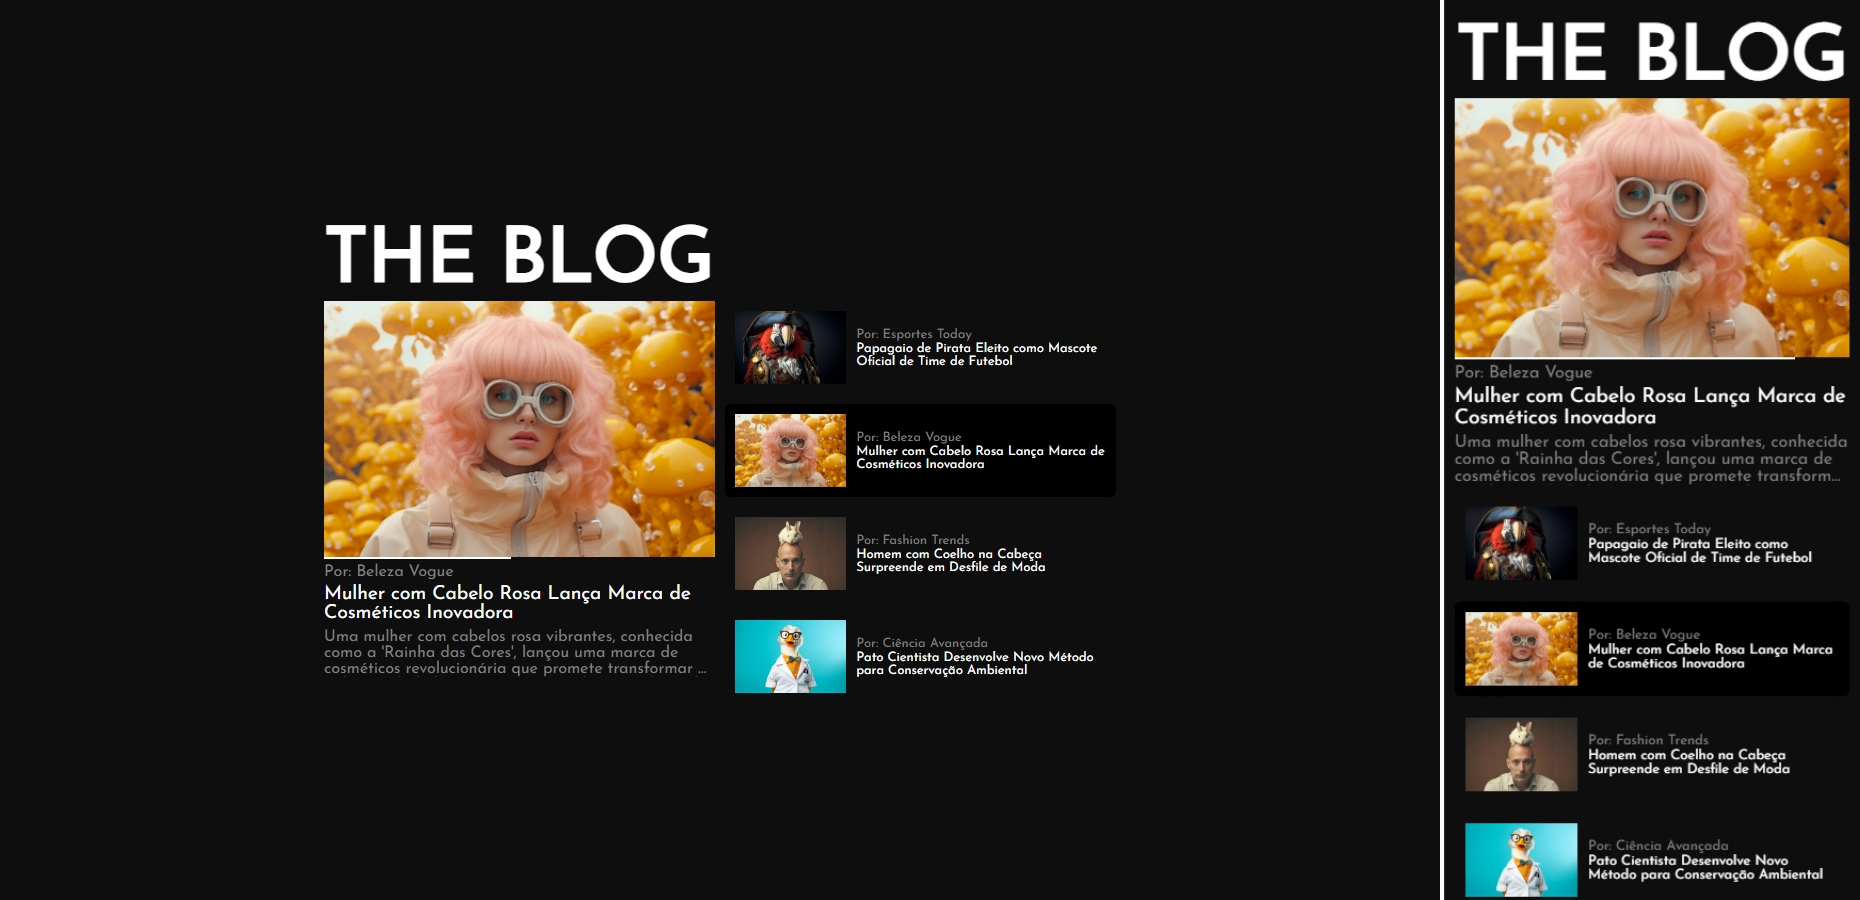 THE BLOG
Por: Beleza Vogue
Mulher com Cabelo Rosa Lança Marca de
Cosméticos Inovadora
Uma mulher com cabelos rosa vibrantes, conhecida
como a 'Rainha das Cores', lançou uma marca de
cosméticos revolucionária que promete transformar ...
Por: Esportes Today
Papagaio de Pirata Eleito como Mascote
Oficial de Time de Futebol
Por: Beleza Vogue
Mulher com Cabelo Rosa Lança Marca de
Cosméticos Inovadora
Por: Fashion Trends
Homem com Coelho na Cabeça
Surpreende em Desfile de Moda
Por: Ciência Avançada
Pato Cientista Desenvolve Novo Método
para Conservação Ambiental
THE BLOG
Por: Beleza Vogue
Mulher com Cabelo Rosa Lança Marca de
Cosméticos Inovadora
Uma mulher com cabelos rosa vibrantes, conhecida
como a 'Rainha das Cores', lançou uma marca de
cosméticos revolucionária que promete transform...
Por: Esportes Today
Papagaio de Pirata Eleito como
Mascote Oficial de Time de Futebol
Por: Beleza Vogue
Mulher com Cabelo Rosa Lança Marca
de Cosméticos Inovadora
Por: Fashion Trends
Homem com Coelho na Cabeça
Surpreende em Desfile de Moda
Por: Ciência Avançada
Pato Cientista Desenvolve Novo
Método para Conservação Ambiental